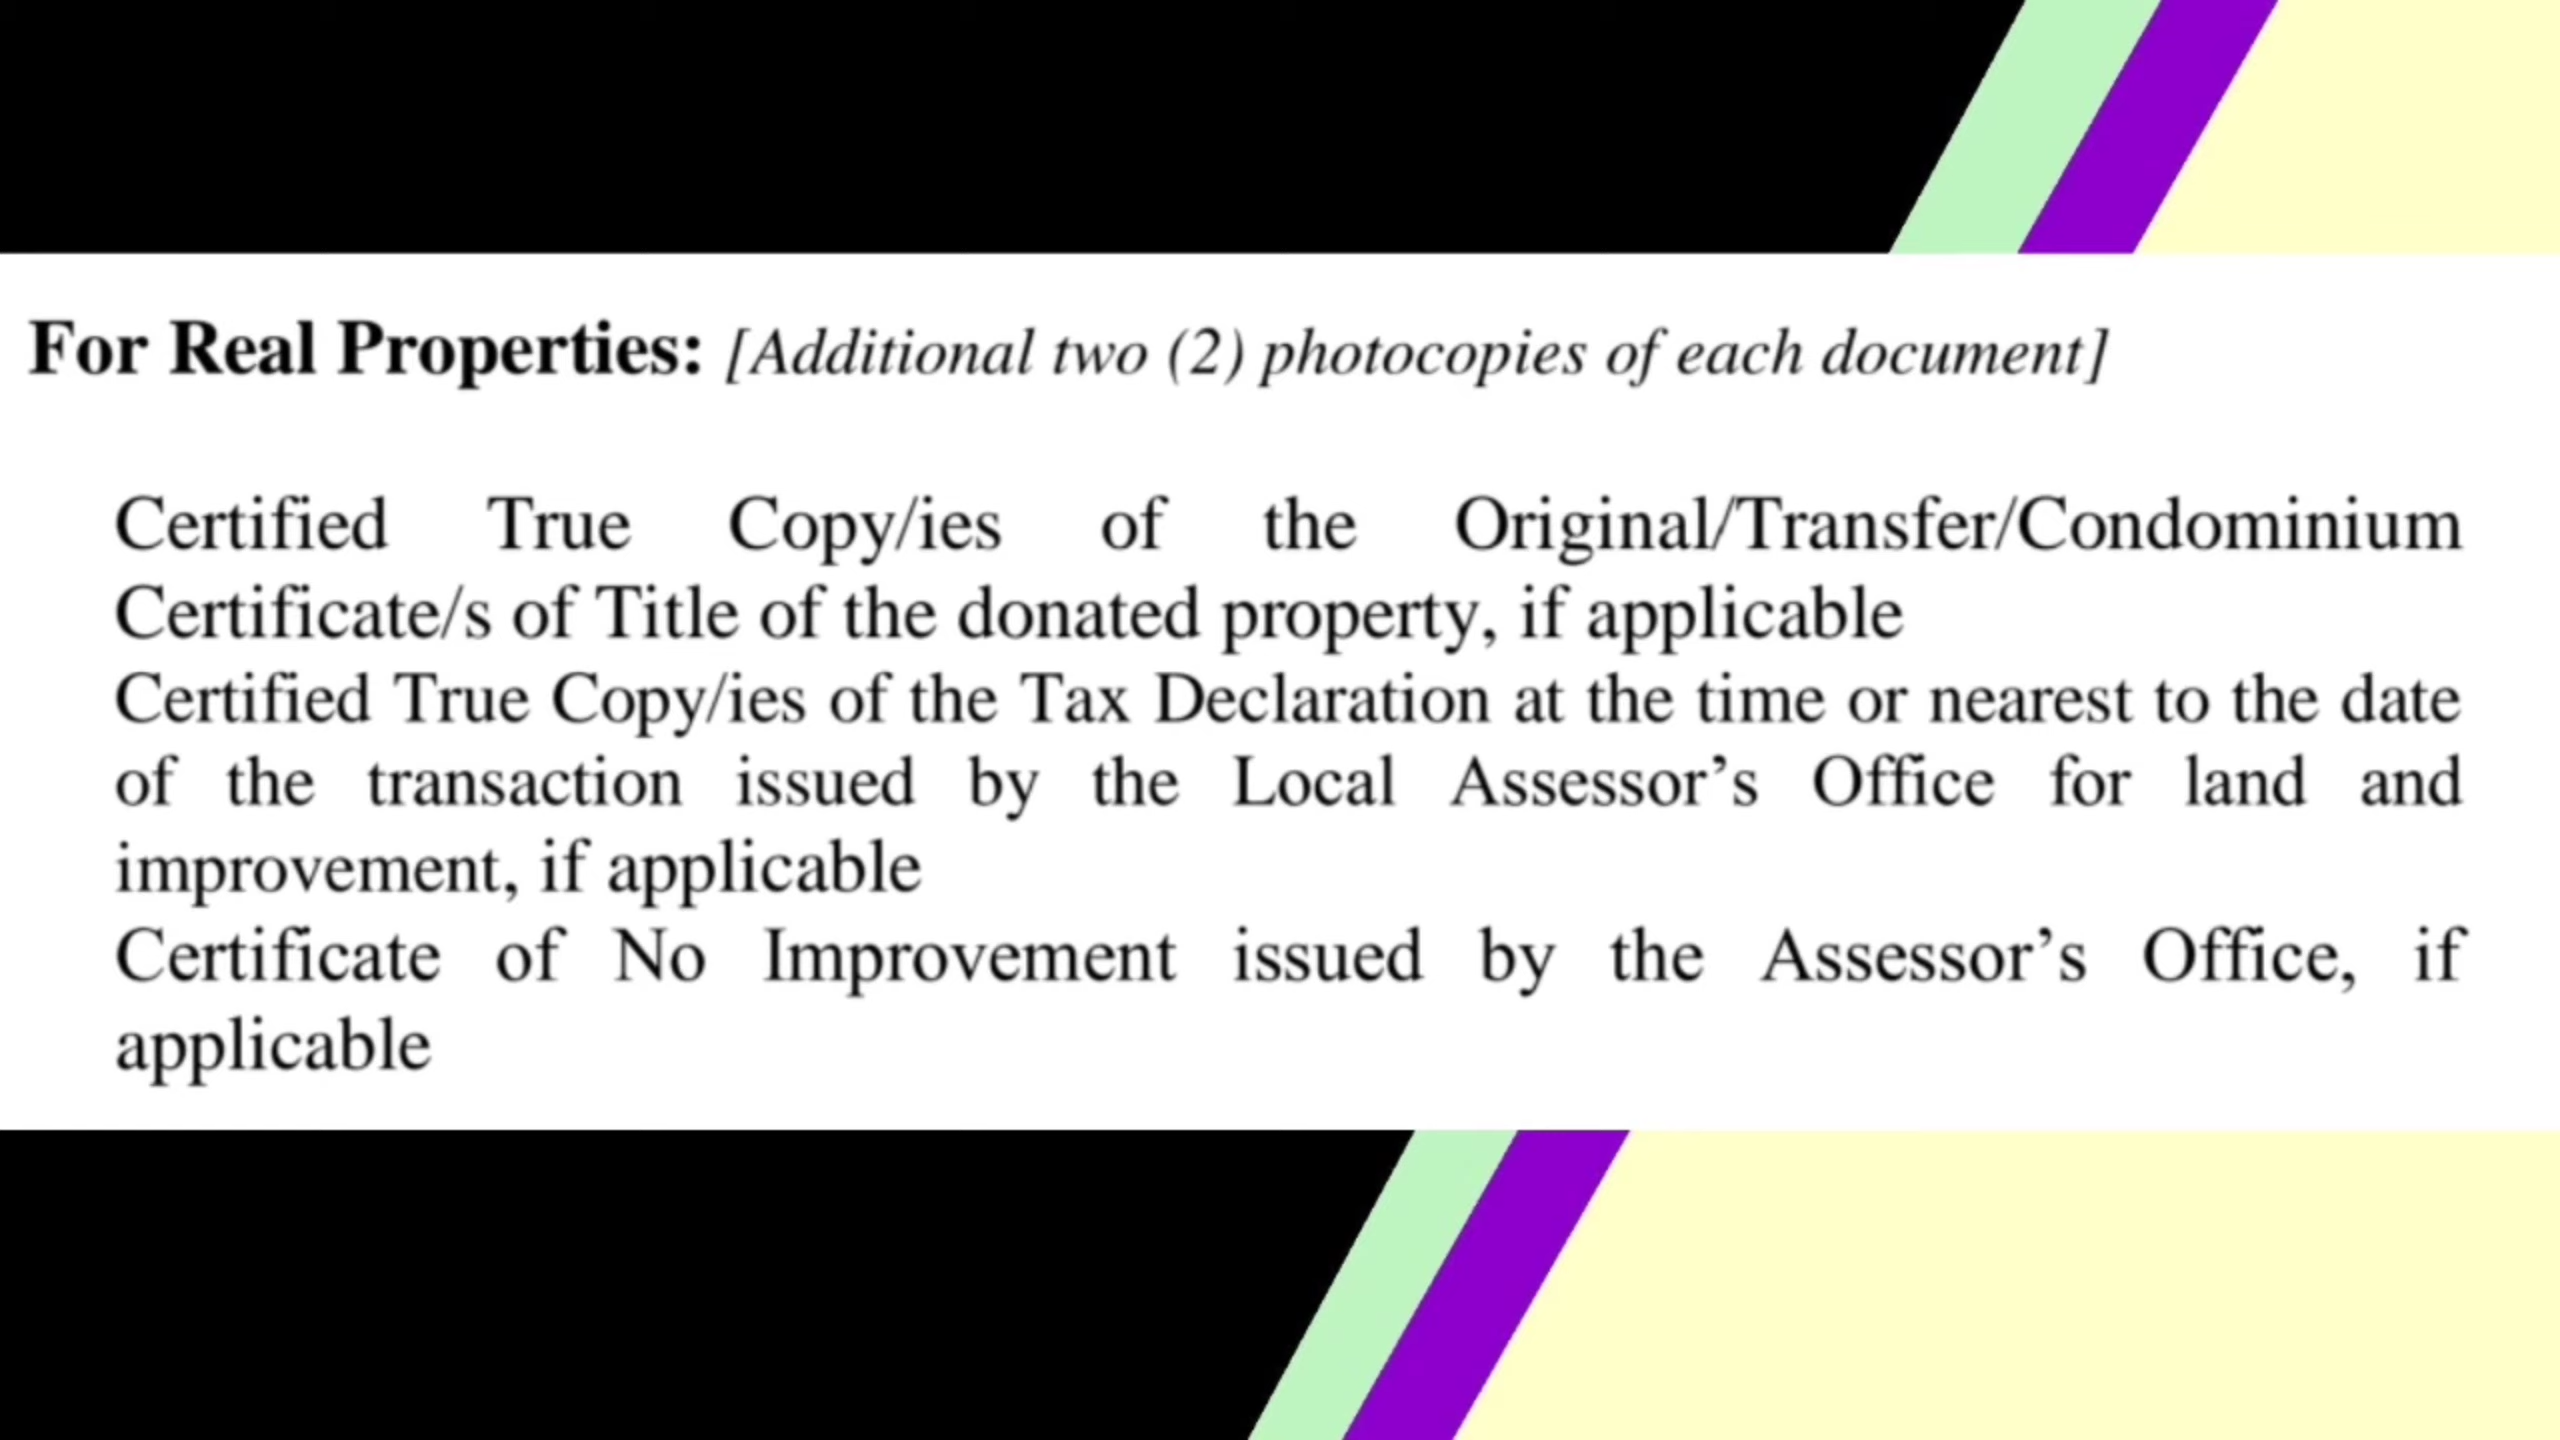 For Real Properties: [Additional two (2) photocopies of each document]
Certified True Copy/ies of the Original/Transfer/Condominium
Certificate/s of Title of the donated property, if applicable
Certified True Copy/ies of the Tax Declaration at the time or nearest to the date
of the transaction issued by the Local Assessor’s Office for land and
improvement, if applicable
Certificate of No Improvement issued by the Assessor’s Office, if
applicable